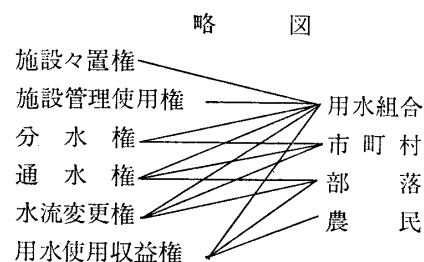 略図
施設々置権
施設管理使用権
分水権
通水権
水流変更権
用水使用収益権
用水組合
市町村
部落
農民